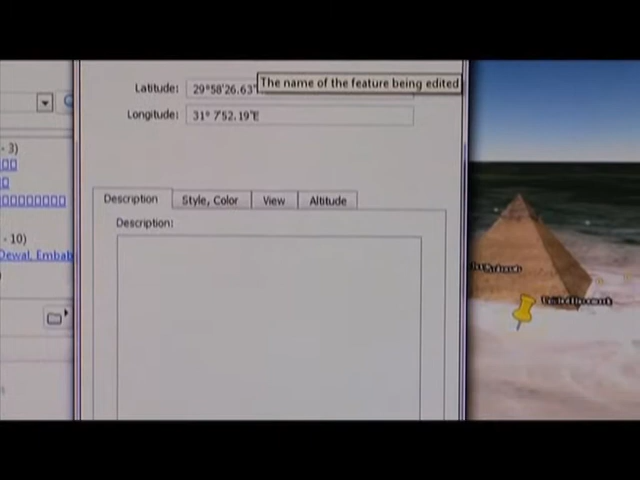 The name of the feature being edited
Latitude: 29°58'26.63"
Longitude: 31° 7'52.19"E
- 3)
- 10)
Dewal, Embab
Description Style, Color View Altitude
Description: